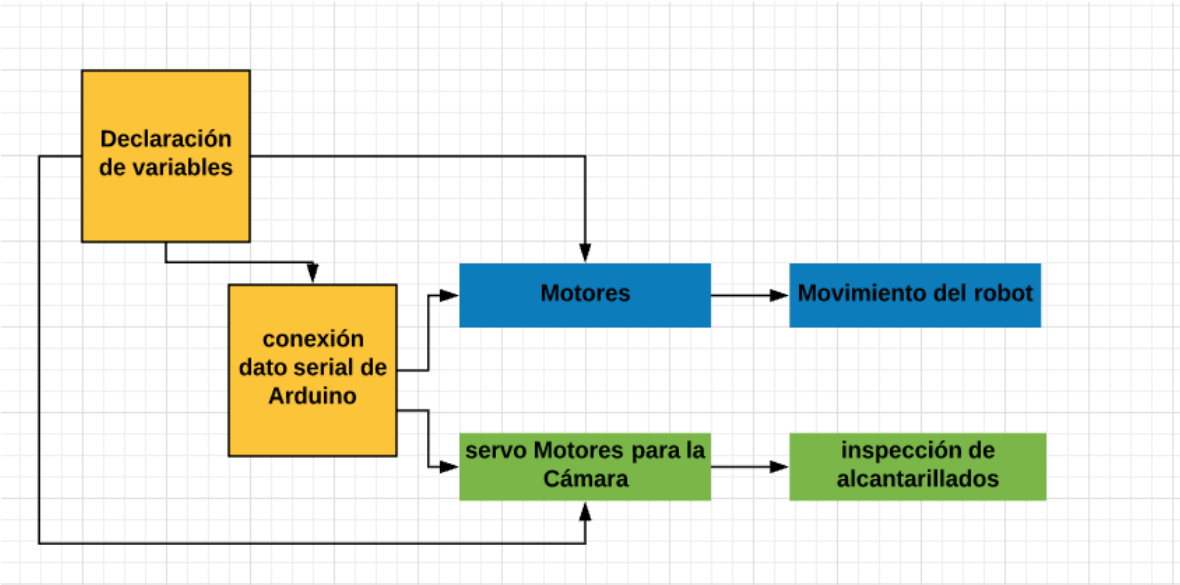 Declaración
de variables
conexión
dato serial de
Arduino
Motores
Movimiento del robot
servo Motores para la
Cámara
inspección de
alcantarillados